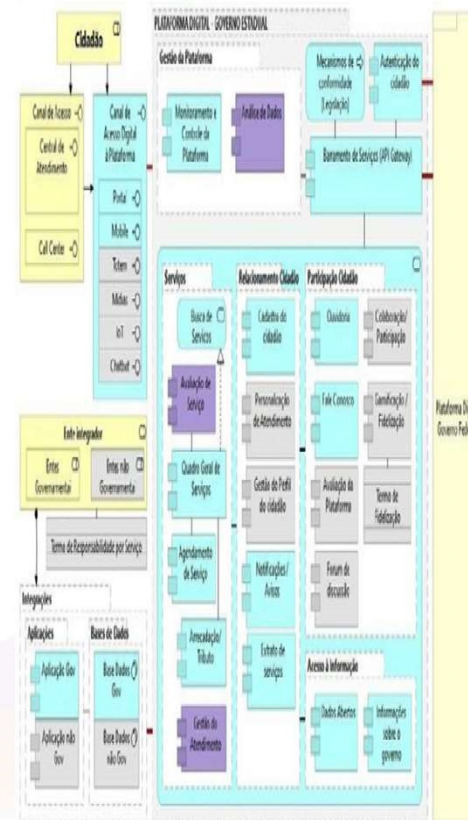 Cidadão
Canal de Acesso
Central de
Atendimento
Call Center
Canal de
Acesso Digital
à Plataforma
Portal
Mobile
Totem
Mídias
IoT
Chatbot
PLATAFORMA DIGITAL - GOVERNO ESTADUAL
Gestão da Plataforma
Monitoramento e
Controle da
Plataforma
Análise de Dados
Mecanismos de
conformidade
(Legislação)
Autenticação do
cidadão
Barramento de Serviços (API Gateway)
Serviços
Busca de
Serviços
Avaliação de
Serviço
Quadro Geral de
Serviços
Agendamento
de Serviço
Arrecadação/
Tributo
Gestão do
Atendimento
Relacionamento Cidadão
Cadastro do
cidadão
Personalização
de Atendimento
Gestão do Perfil
do cidadão
Notificações/
Avisos
Extrato de
serviços
Participação Cidadão
Ouvidoria
Colaboração/
Participação
Fale Conosco
Gamificação /
Fidelização
Avaliação da
Plataforma
Termo de
Fidelização
Forum de
discussão
Acesso à Informação
Dados Abertos
Informações
sobre o
governo
Ente integrador
Entes
Governamentai
Entes não
Governamenta
Termo de Responsabilidade por Serviço
Integrações
Aplicações
Aplicação Gov
Aplicação não
Gov
Bases de Dados
Base Dados
Gov
Base Dados
não Gov
Plataforma Di
Governo Fede